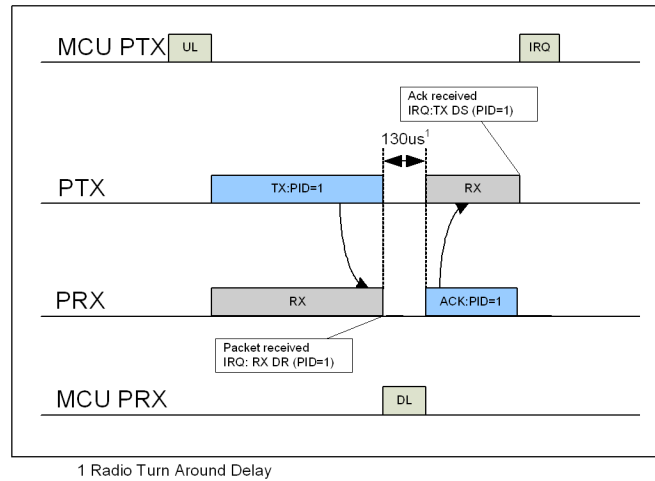 MCU PTX
UL
IRQ
Ack received
IRQ:TX DS (PID=1)
130us1
PTX
TX:PID=1
RX
PRX
RX
ACK:PID=1
Packet received
IRQ: RX DR (PID=1)
MCU PRX
DL
1 Radio Turn Around Delay